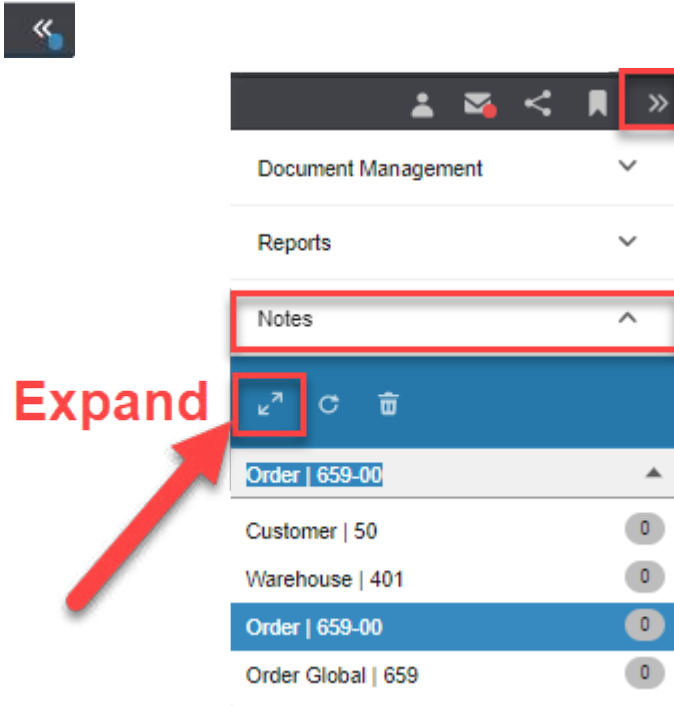 Document Management
Reports
Notes
Expand
Order | 659-00
Customer | 50 0
Warehouse | 401 0
Order | 659-00 0
Order Global | 659 0